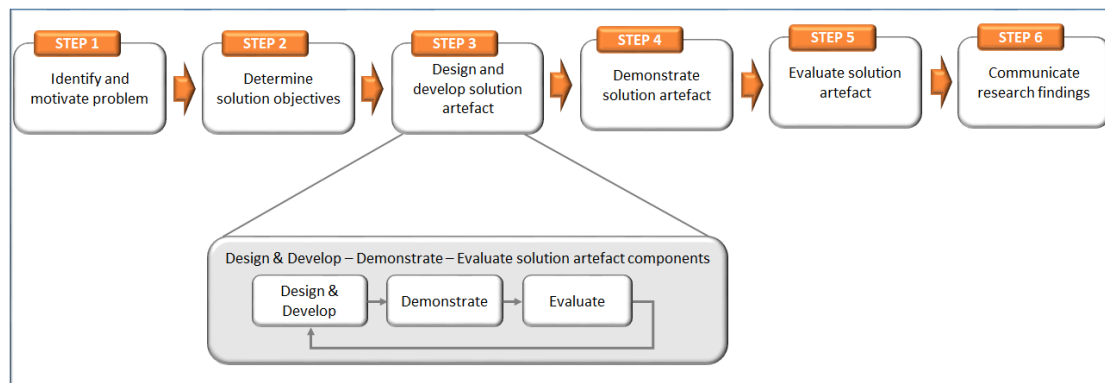 STEP 1
Identify and
motivate problem
STEP 2
Determine
solution objectives
STEP 3
Design and
develop solution
artefact
STEP 4
Demonstrate
solution artefact
STEP 5
Evaluate solution
artefact
STEP 6
Communicate
research findings
Design & Develop – Demonstrate – Evaluate solution artefact components
Design &
Develop
Demonstrate
Evaluate